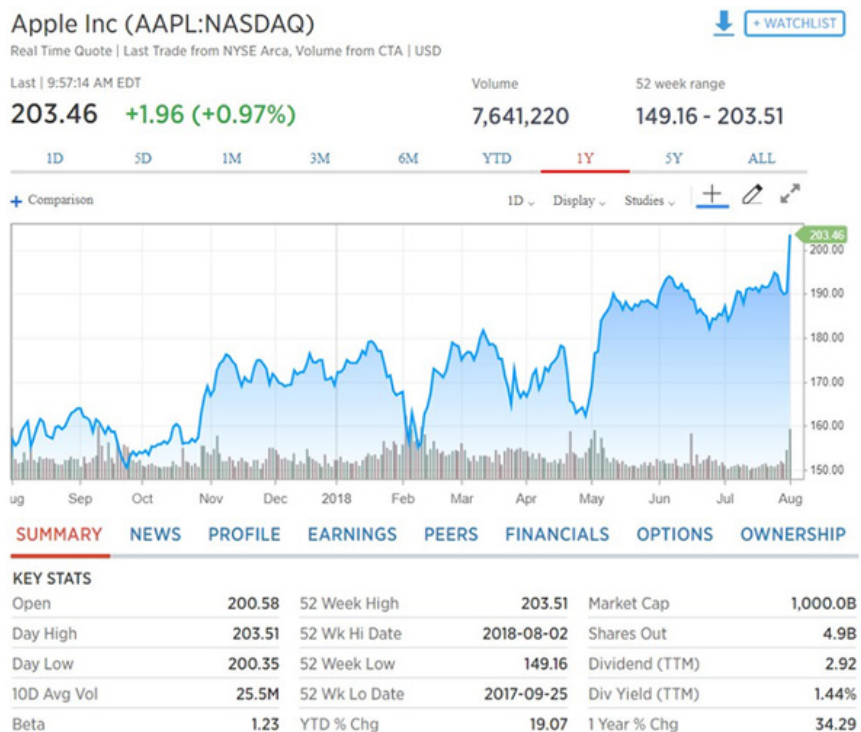 Apple Inc (AAPL:NASDAQ)
+ WATCHLIST
Real Time Quote | Last Trade from NYSE Arca, Volume from CTA | USD
Last | 9:57:14 AM EDT
Volume
52 week range
203.46 +1.96 (+0.97%)
7,641,220
149.16 - 203.51
1D 5D 1M 3M 6M YTD 1Y 5Y ALL
+ Comparison
1D Display Studies
203.46
200.00
190.00
180.00
170.00
160.00
150.00
ug Sep Oct Nov Dec 2018 Feb Mar Apr May Jun Jul Aug
SUMMARY NEWS PROFILE EARNINGS PEERS FINANCIALS OPTIONS OWNERSHIP
KEY STATS
Open 200.58 52 Week High 203.51 Market Cap 1,000.0B
Day High 203.51 52 Wk Hi Date 2018-08-02 Shares Out 4.9B
Day Low 200.35 52 Week Low 149.16 Dividend (TTM) 2.92
10D Avg Vol 25.5M 52 Wk Lo Date 2017-09-25 Div Yield (TTM) 1.44%
Beta 1.23 YTD % Chg 19.07 1 Year % Chg 34.29